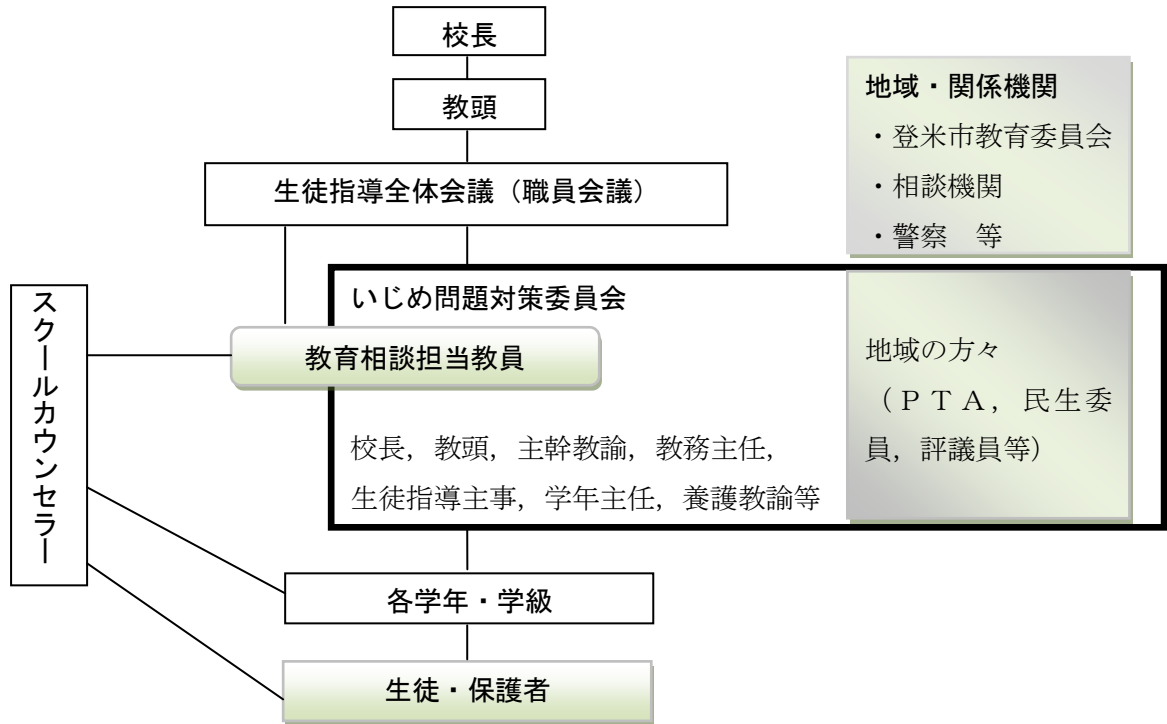 校長
教頭
生徒指導全体会議（職員会議）
地域・関係機関
・登米市教育委員会
・相談機関
・警察　等
スクールカウンセラー
いじめ問題対策委員会
教育相談担当教員
校長，教頭，主幹教諭，教務主任，
生徒指導主事，学年主任，養護教諭等
地域の方々
（ＰＴＡ，民生委
員，評議員等）
各学年・学級
生徒・保護者